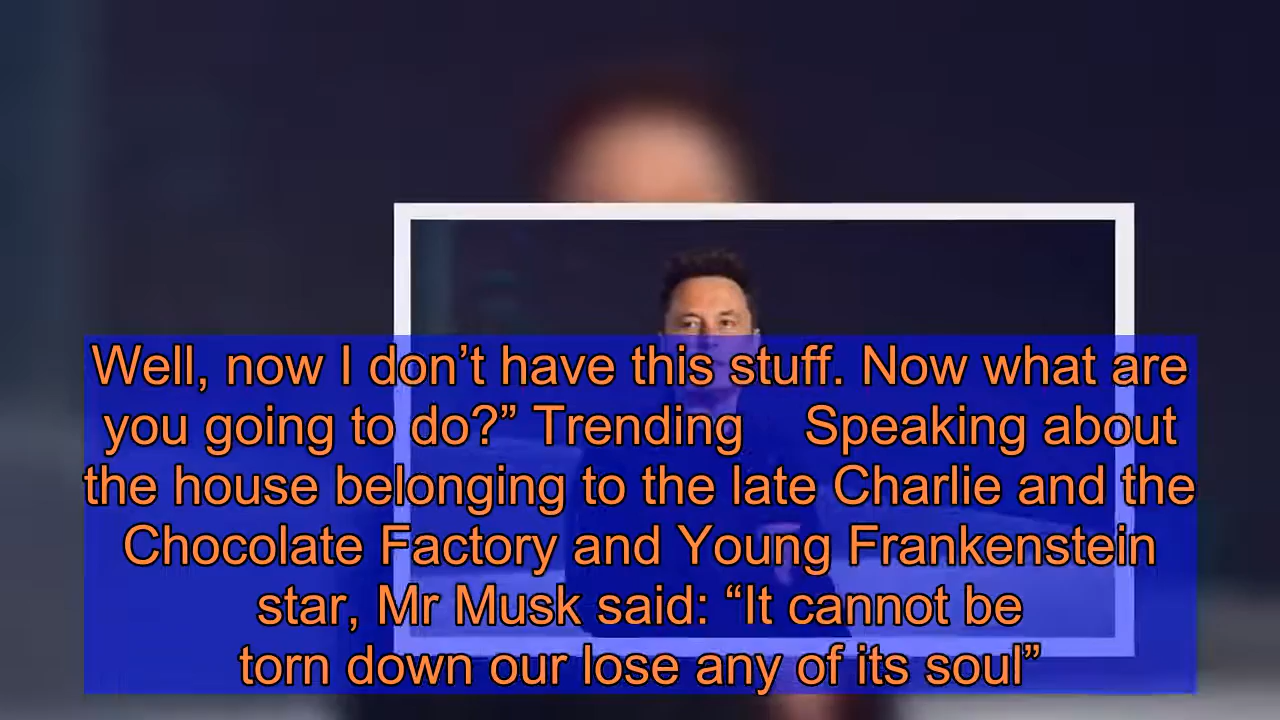 Well, now I don’t have this stuff. Now what are
you going to do?” Trending Speaking about
the house belonging to the late Charlie and the
Chocolate Factory and Young Frankenstein
star, Mr Musk said: “It cannot be
torn down our lose any of its soul”